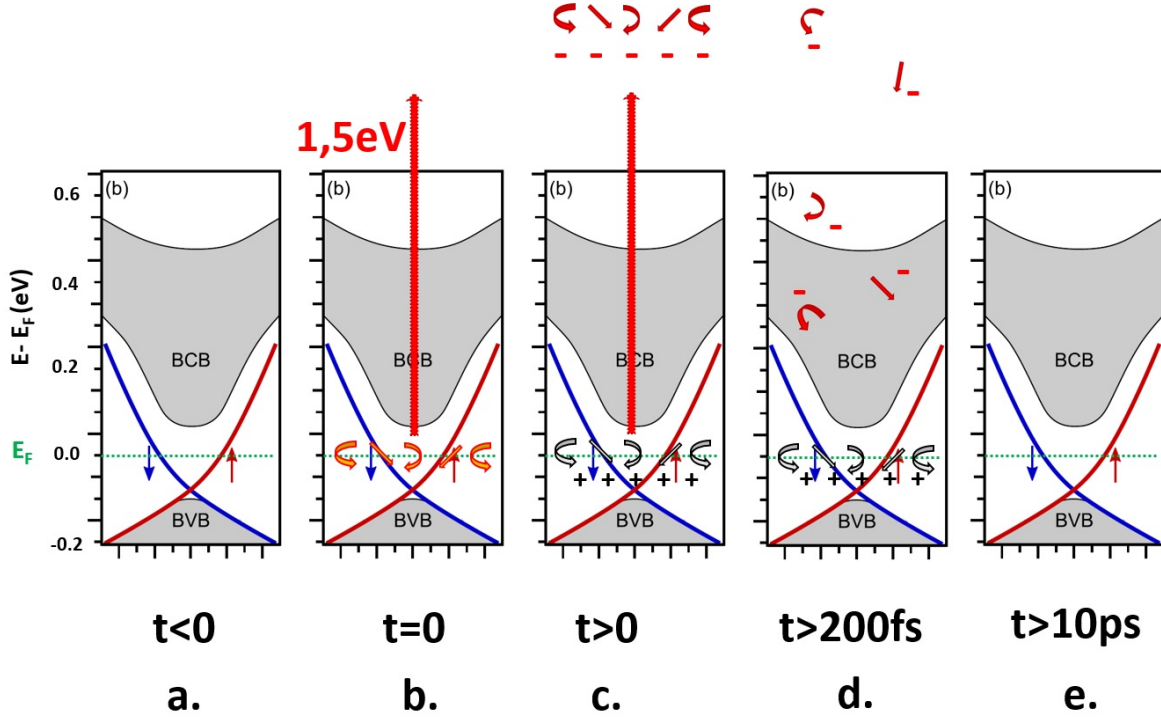 1,5eV
(b)
(b)
(b)
(b)
(b)
0.6
0.4
0.2
0.0
-0.2
E- E_F (eV)
E_F
BCB
BCB
BCB
BCB
BCB
BVB
BVB
BVB
BVB
BVB
- - - - -
- -
- - -
+ + + + +
+ + + + +
t<0
t=0
t>0
t>200fs
t>10ps
a.
b.
c.
d.
e.